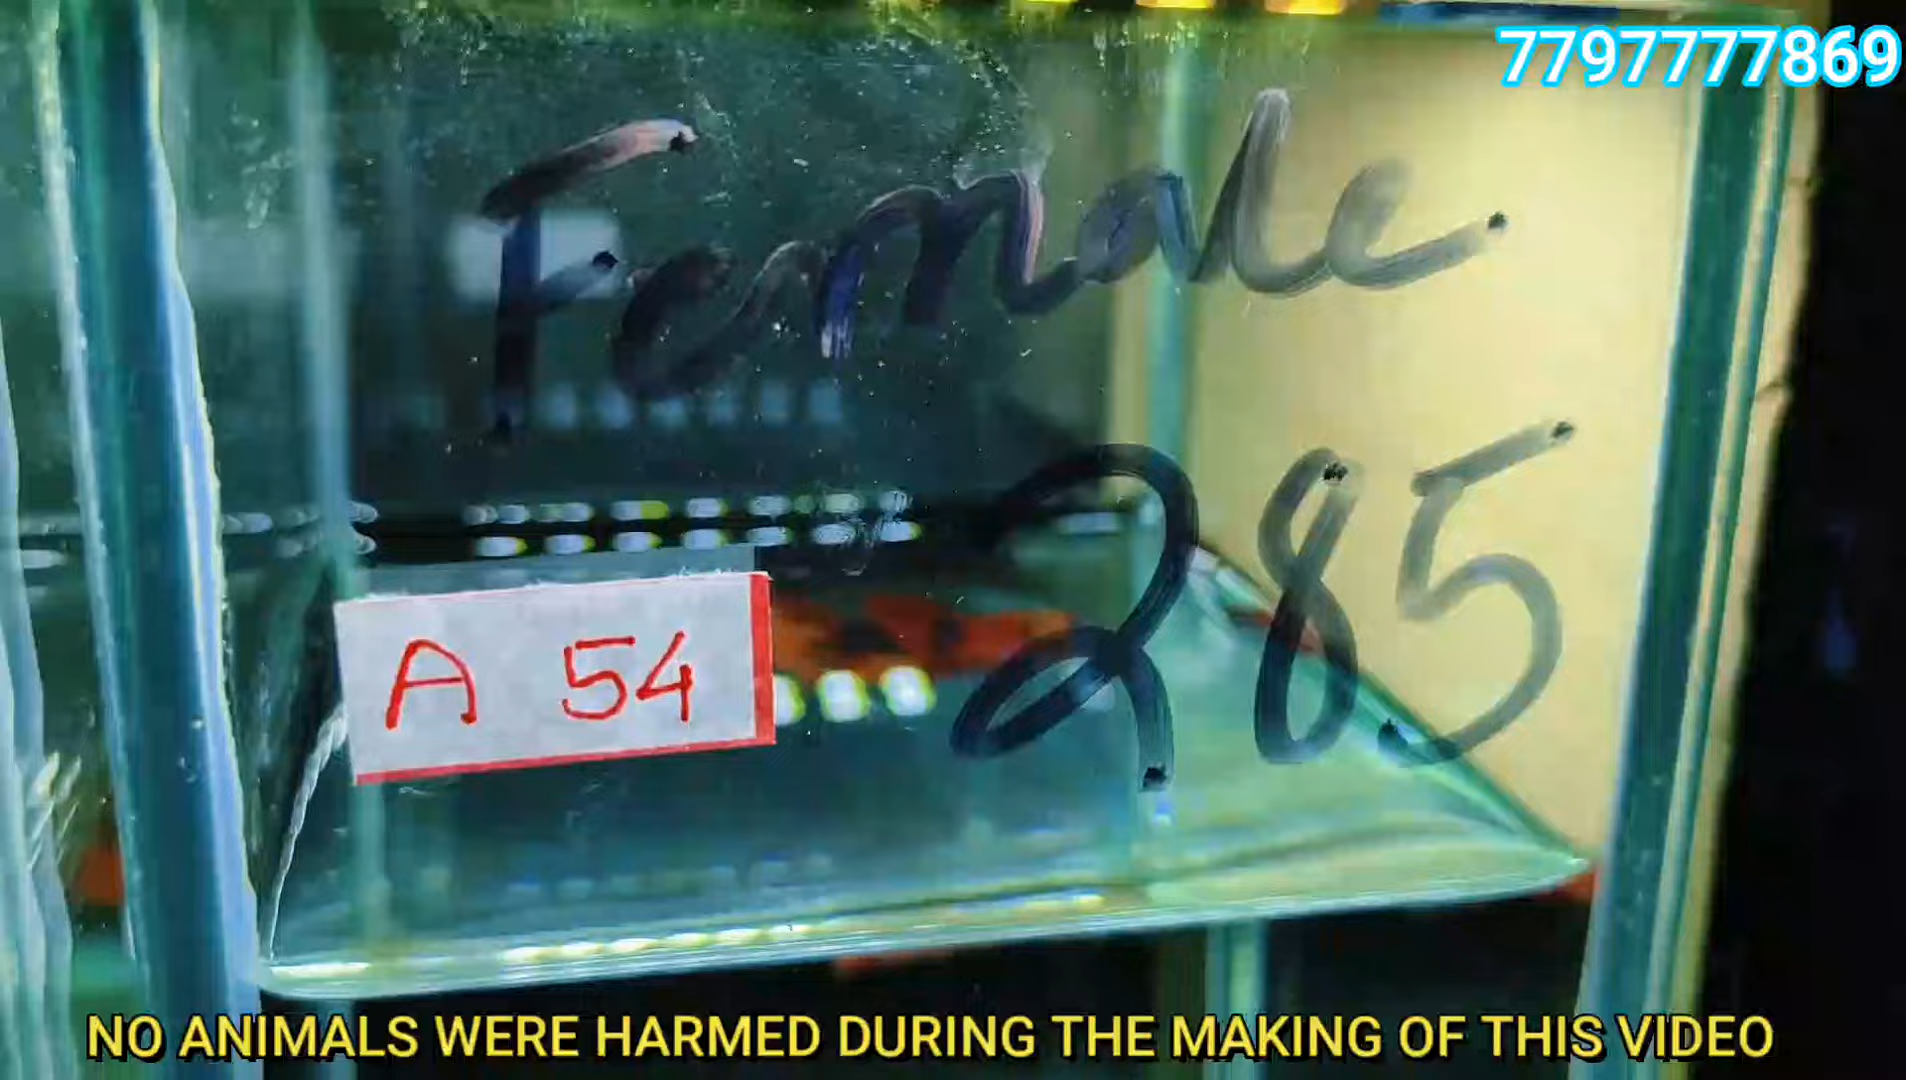 7797777869
Female
285
A 54
NO ANIMALS WERE HARMED DURING THE MAKING OF THIS VIDEO